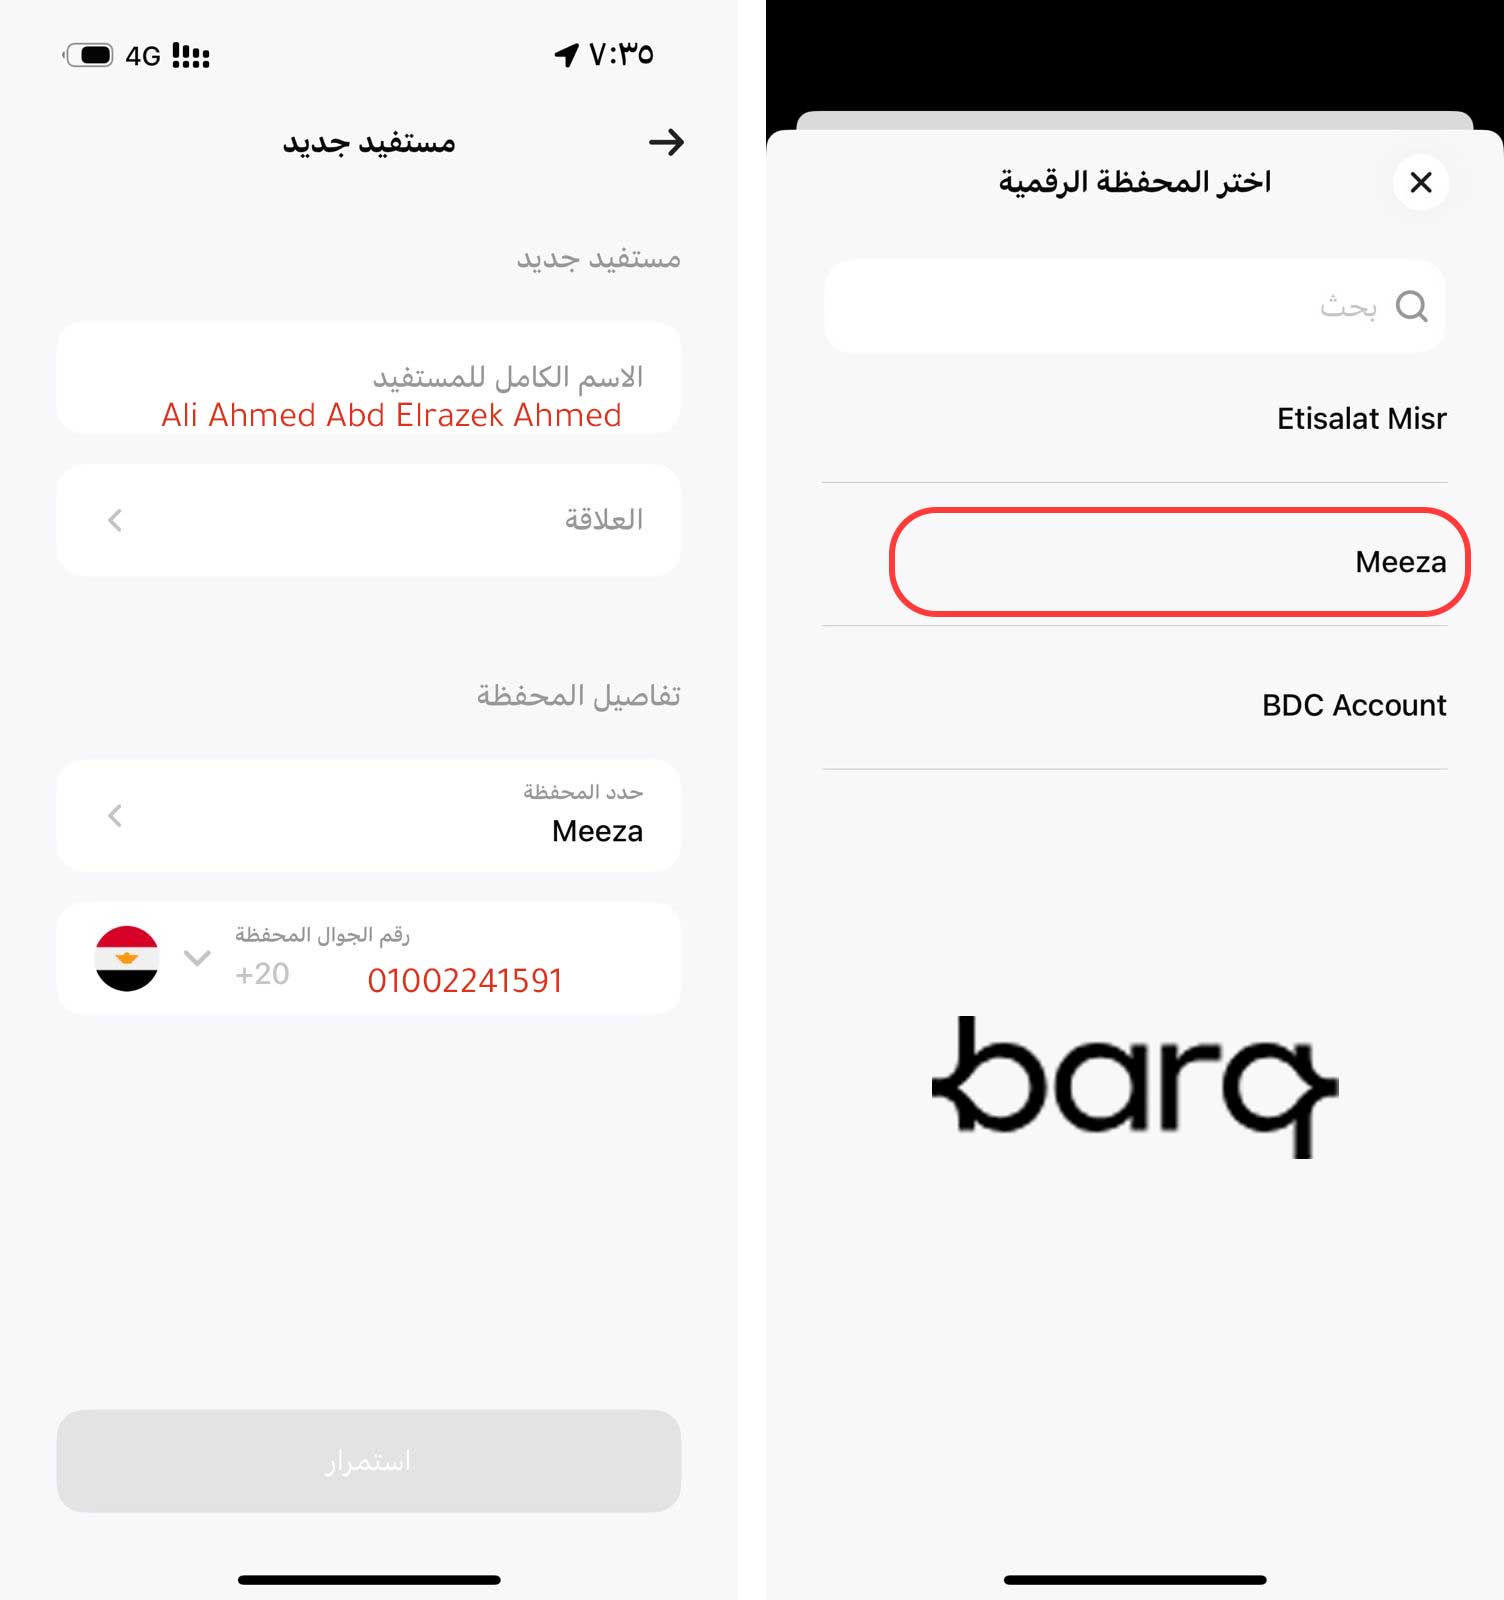 ٧:٣٥
4G
مستفيد جديد
مستفيد جديد
الاسم الكامل للمستفيد
Ali Ahmed Abd Elrazek Ahmed
العلاقة
تفاصيل المحفظة
حدد المحفظة
Meeza
رقم الجوال المحفظة
+20 01002241591
استمرار
اختر المحفظة الرقمية
بحث
Etisalat Misr
Meeza
BDC Account
barq